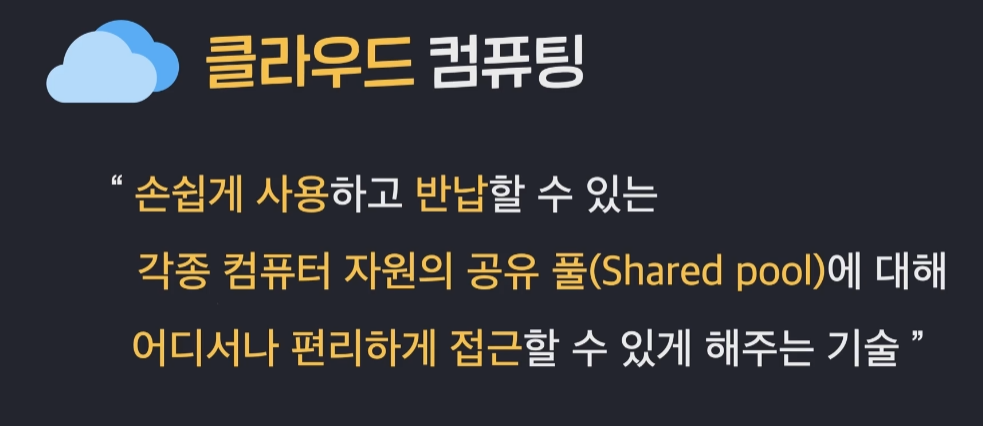 클라우드 컴퓨팅
“ 손쉽게 사용하고 반납할 수 있는
각종 컴퓨터 자원의 공유 풀(Shared pool)에 대해
어디서나 편리하게 접근할 수 있게 해주는 기술 ”